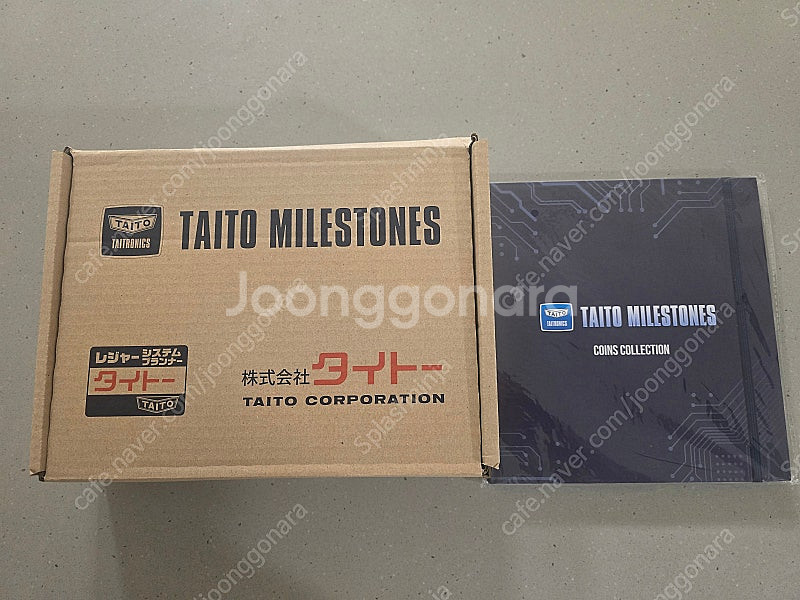 TAITO
TAITRONICS
TAITO MILESTONES
レジャー システム
プランナー
タイトー
TAITO
株式会社タイトー
TAITO CORPORATION
TAITO
TAITRONICS
TAITO MILESTONES
COINS COLLECTION
Joonggonara
cafe.naver.com/joonggonara
Splashninja